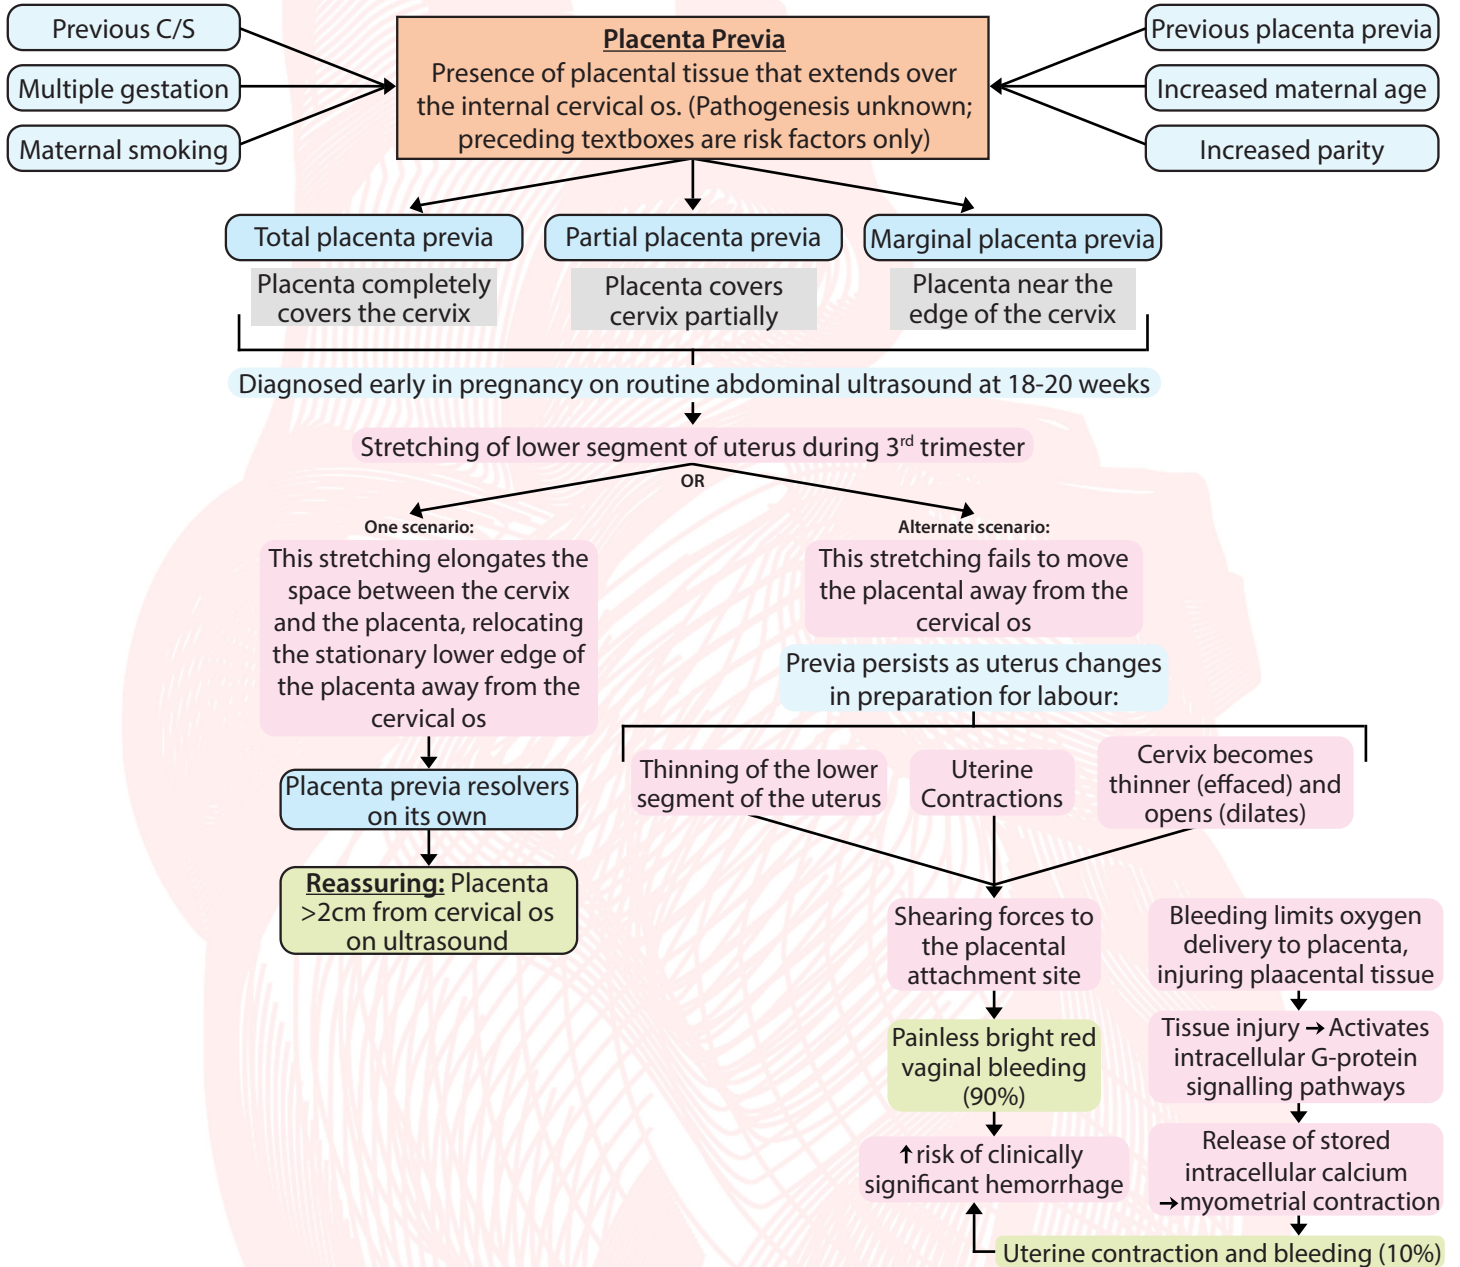 Previous C/S
Multiple gestation
Maternal smoking
Placenta Previa
Presence of placental tissue that extends over
the internal cervical os. (Pathogenesis unknown;
preceding textboxes are risk factors only)
Previous placenta previa
Increased maternal age
Increased parity
Total placenta previa
Placenta completely
covers the cervix
Partial placenta previa
Placenta covers
cervix partially
Marginal placenta previa
Placenta near the
edge of the cervix
Diagnosed early in pregnancy on routine abdominal ultrasound at 18-20 weeks
Stretching of lower segment of uterus during 3rd trimester
OR
One scenario:
This stretching elongates the
space between the cervix
and the placenta, relocating
the stationary lower edge of
the placenta away from the
cervical os
Placenta previa resolvers
on its own
Reassuring: Placenta
>2cm from cervical os
on ultrasound
Alternate scenario:
This stretching fails to move
the placental away from the
cervical os
Previa persists as uterus changes
in preparation for labour:
Thinning of the lower
segment of the uterus
Uterine
Contractions
Cervix becomes
thinner (effaced) and
opens (dilates)
Shearing forces to
the placental
attachment site
Painless bright red
vaginal bleeding
(90%)
↑ risk of clinically
significant hemorrhage
Bleeding limits oxygen
delivery to placenta,
injuring plaacental tissue
Tissue injury → Activates
intracellular G-protein
signalling pathways
Release of stored
intracellular calcium
→myometrial contraction
Uterine contraction and bleeding (10%)